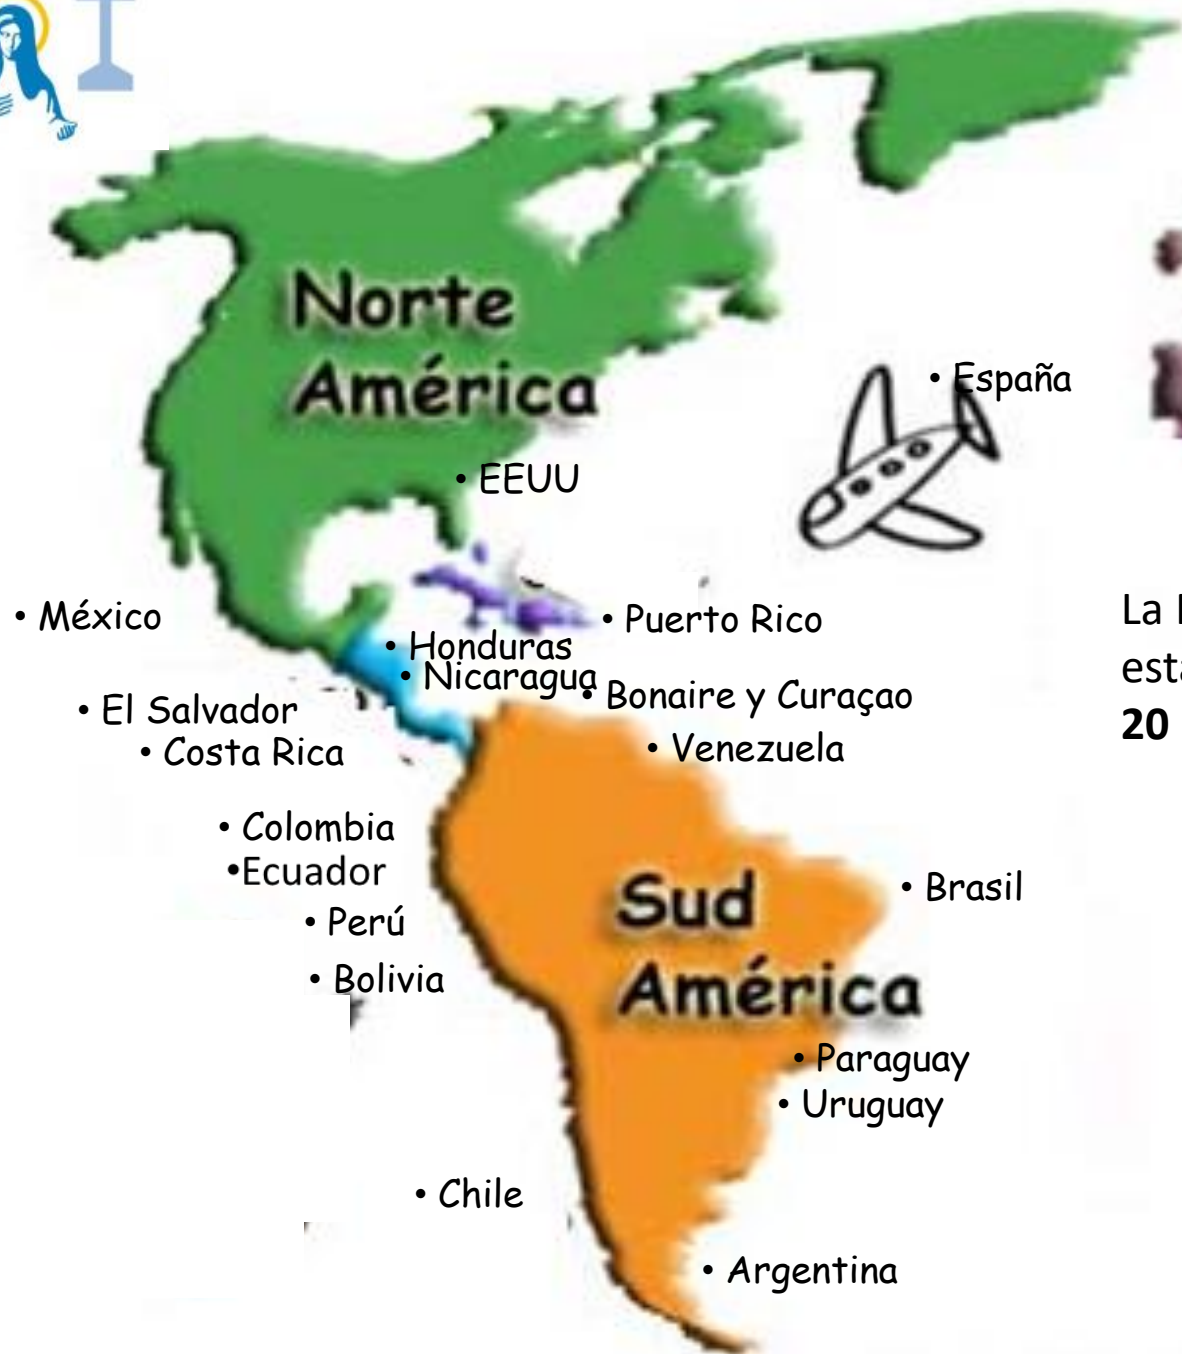 Norte
América
• España
• EEUU
• México
• Puerto Rico
• Honduras
• Nicaragua
• Bonaire y Curaçao
• El Salvador
• Costa Rica
• Venezuela
La
20
• Colombia
•Ecuador
• Perú
• Bolivia
Sud
América
• Brasil
• Paraguay
• Uruguay
• Chile
• Argentina